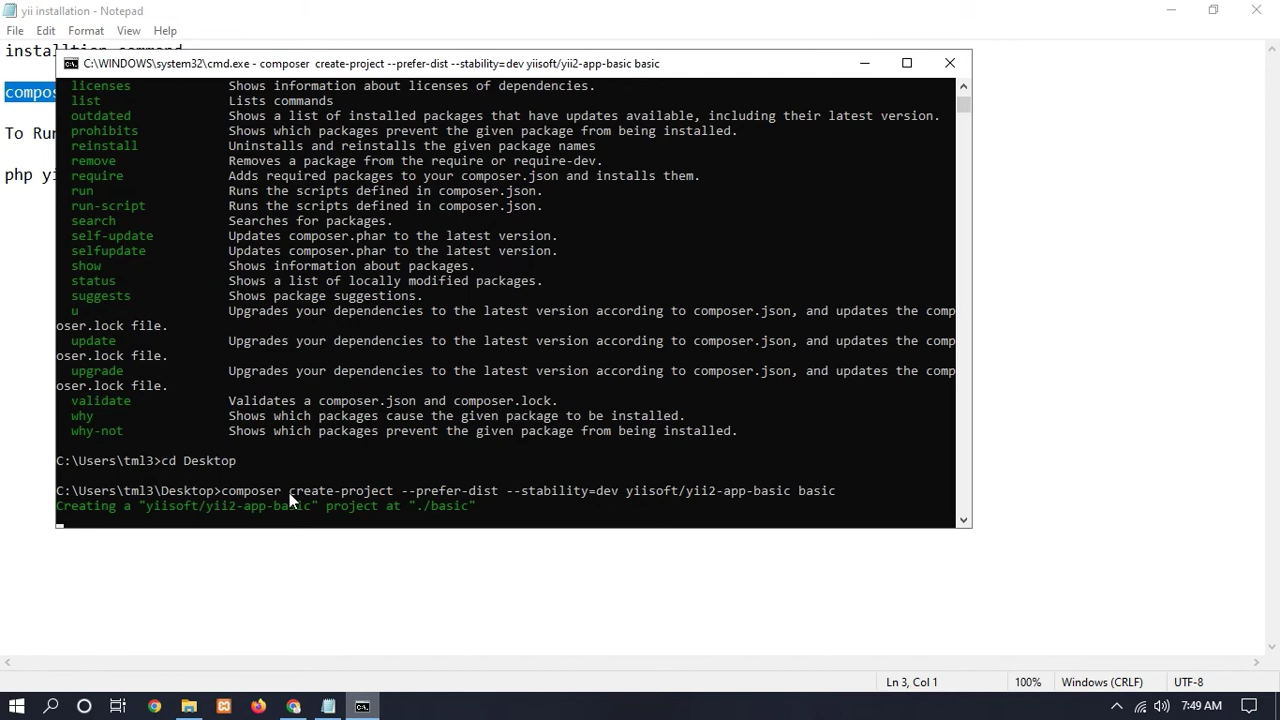 yii installation - Notepad
File Edit Format View Help
installtion command
compos
To Run
php yi
C:\WINDOWS\system32\cmd.exe - composer create-project --prefer-dist --stability=dev yiisoft/yii2-app-basic basic
licenses Shows information about licenses of dependencies.
list Lists commands
outdated Shows a list of installed packages that have updates available, including their latest version.
prohibits Shows which packages prevent the given package from being installed.
reinstall Uninstalls and reinstalls the given package names
remove Removes a package from the require or require-dev.
require Adds required packages to your composer.json and installs them.
run Runs the scripts defined in composer.json.
run-script Runs the scripts defined in composer.json.
search Searches for packages.
self-update Updates composer.phar to the latest version.
selfupdate Updates composer.phar to the latest version.
show Shows information about packages.
status Shows a list of locally modified packages.
suggests Shows package suggestions.
u Upgrades your dependencies to the latest version according to composer.json, and updates the comp
oser.lock file.
update Upgrades your dependencies to the latest version according to composer.json, and updates the comp
oser.lock file.
upgrade Upgrades your dependencies to the latest version according to composer.json, and updates the comp
oser.lock file.
validate Validates a composer.json and composer.lock.
why Shows which packages cause the given package to be installed.
why-not Shows which packages prevent the given package from being installed.
C:\Users\tml3>cd Desktop
C:\Users\tml3\Desktop>composer create-project --prefer-dist --stability=dev yiisoft/yii2-app-basic basic
Creating a "yiisoft/yii2-app-basic" project at "./basic"
Ln 3, Col 1 100% Windows (CRLF) UTF-8
7:49 AM